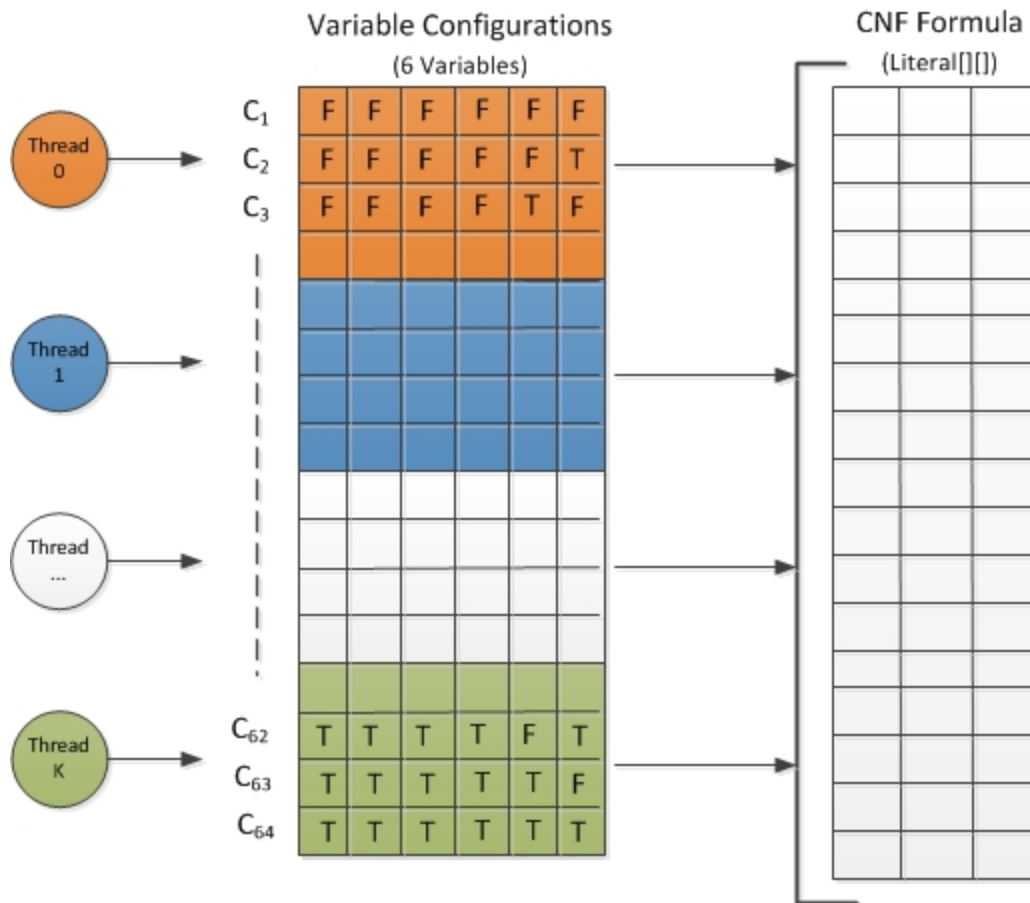 Variable Configurations
(6 Variables)
CNF Formula
(Literal[][])
Thread
0
C1 F F F F F F
C2 F F F F F T
C3 F F F F T F
Thread
1
Thread
...
Thread
K
C62 T T T T F T
C63 T T T T T F
C64 T T T T T T